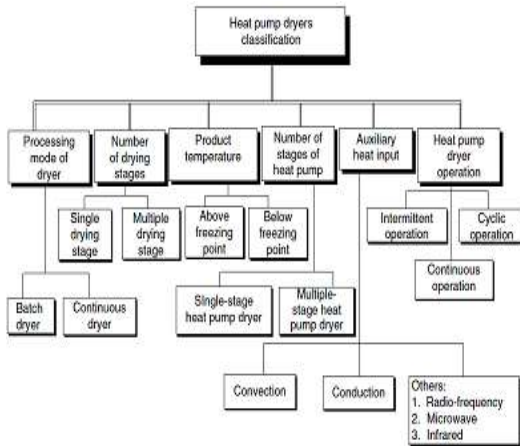 Heat pump dryers
classification
Processing
mode of
dryer
Number
of drying
stages
Product
temperature
Number of
stages of
heat pump
Auxiliary
heat input
Heat pump
dryer
operation
Single
drying
stage
Multiple
drying
stage
Above
freezing
point
Below
freezing
point
Intermittent
operation
Cyclic
operation
Continuous
operation
Batch
dryer
Continuous
dryer
Single-stage
heat pump dryer
Multiple-
stage heat
pump dryer
Convection
Conduction
Others:
1. Radio-frequency
2. Microwave
3. Infrared